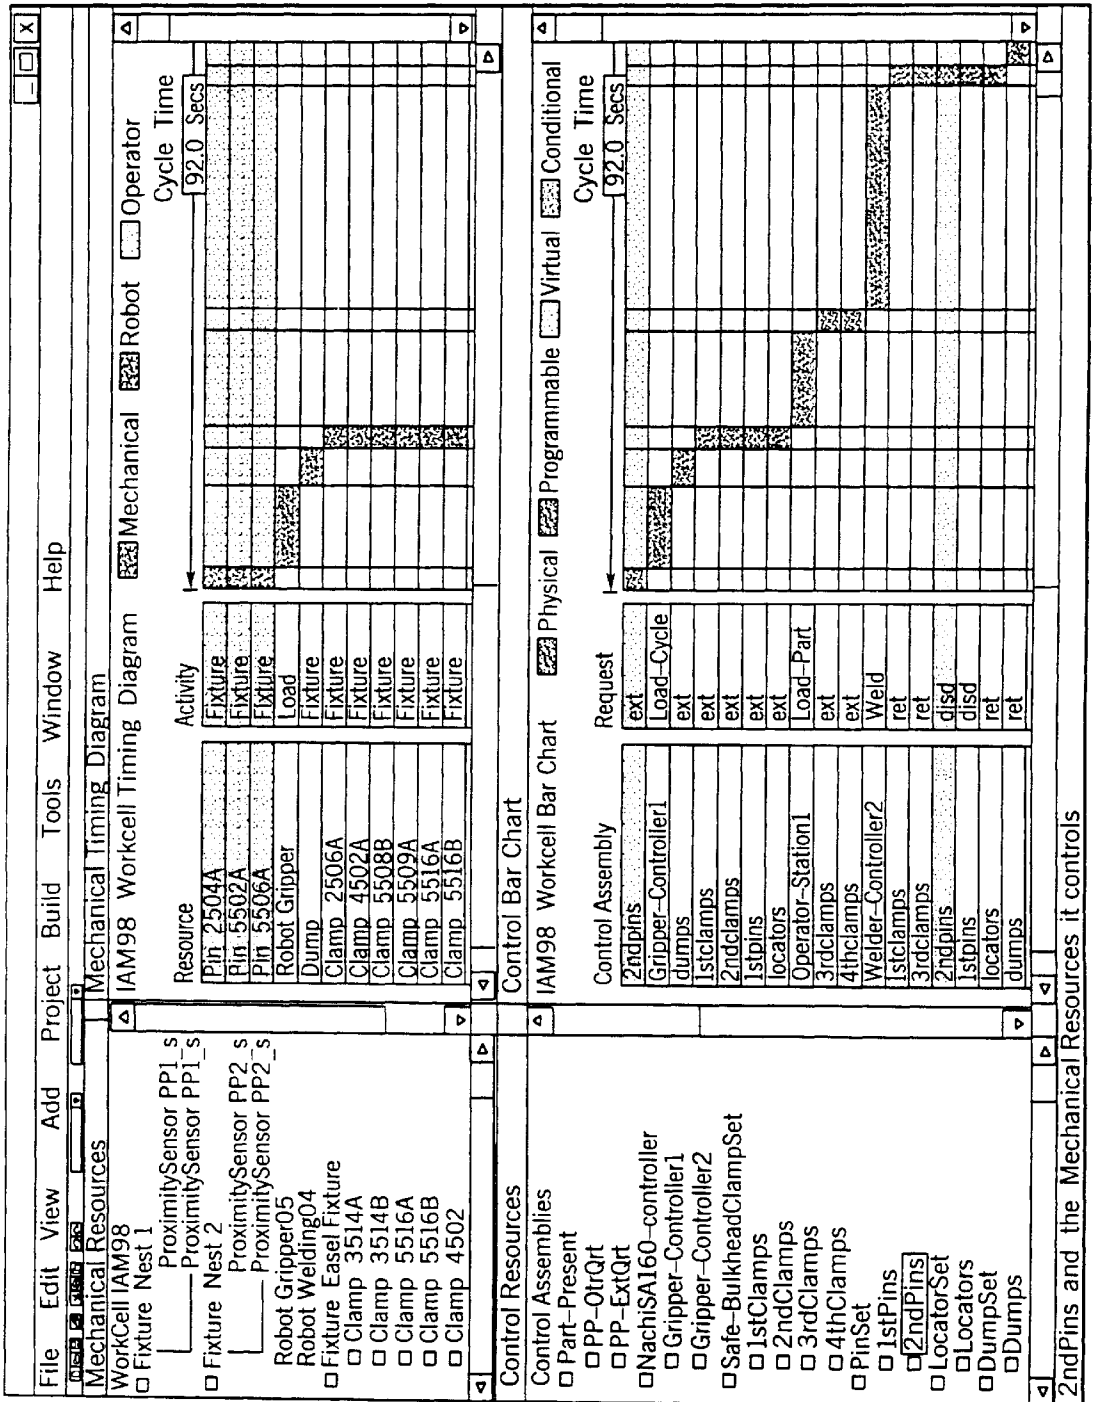 File Edit View Add Project Build Tools Window Help
Mechanical Resources
WorkCell IAM98
Fixture Nest 1
ProximitySensor PP1_s
ProximitySensor PP1_s
Fixture Nest 2
ProximitySensor PP2_s
ProximitySensor PP2_s
Robot Gripper05
Robot Welding04
Fixture Easel Fixture
Clamp 3514A
Clamp 3514B
Clamp 5516A
Clamp 5516B
Clamp 4502
Mechanical Timing Diagram
IAM98 Workcell Timing Diagram Mechanical Robot Operator
Resource Activity Cycle Time
92.0 Secs
Pin 2504A Fixture
Pin 5502A Fixture
Pin 5506A Fixture
Robot Gripper Load
Dump Fixture
Clamp 2506A Fixture
Clamp 4502A Fixture
Clamp 5508B Fixture
Clamp 5509A Fixture
Clamp 5516A Fixture
Clamp 5516B Fixture
Control Resources
Control Assemblies
Part-Present
PP-OtrQrt
PP-ExtQrt
NachiSA160-controller
Gripper-Controller1
Gripper-Controller2
Safe-BulkheadClampSet
1stClamps
2ndClamps
3rdClamps
4thClamps
PinSet
1stPins
2ndPins
LocatorSet
Locators
DumpSet
Dumps
Control Bar Chart
IAM98 Workcell Bar Chart Physical Programmable Virtual Conditional
Control Assembly Request Cycle Time
92.0 Secs
2ndpins ext
Gripper-Controller1 Load-Cycle
dumps ext
1stclamps ext
2ndclamps ext
1stpins ext
locators ext
Operator-Station1 Load-Part
3rdclamps ext
4thclamps ext
Welder-Controller2 Weld
1stclamps ret
3rdclamps ret
2ndpins disd
1stpins disd
locators ret
dumps ret
2ndPins and the Mechanical Resources it controls